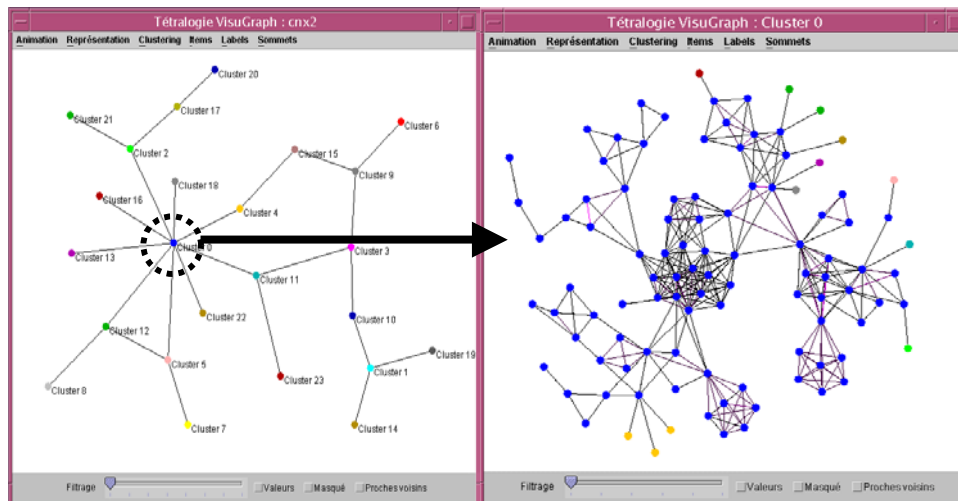 Tétralogie VisuGraph : cnx2
Animation Représentation Clustering Items Labels Sommets
Cluster 20
Cluster 17
Cluster 21
Cluster 6
Cluster 2
Cluster 15
Cluster 9
Cluster 18
Cluster 16
Cluster 4
Cluster 0
Cluster 3
Cluster 13
Cluster 11
Cluster 22
Cluster 10
Cluster 12
Cluster 19
Cluster 5
Cluster 1
Cluster 23
Cluster 8
Cluster 7
Cluster 14
Filtrage Valeurs Masqué Proches voisins
Tétralogie VisuGraph : Cluster 0
Animation Représentation Clustering Items Labels Sommets
Filtrage Valeurs Masqué Proches voisins